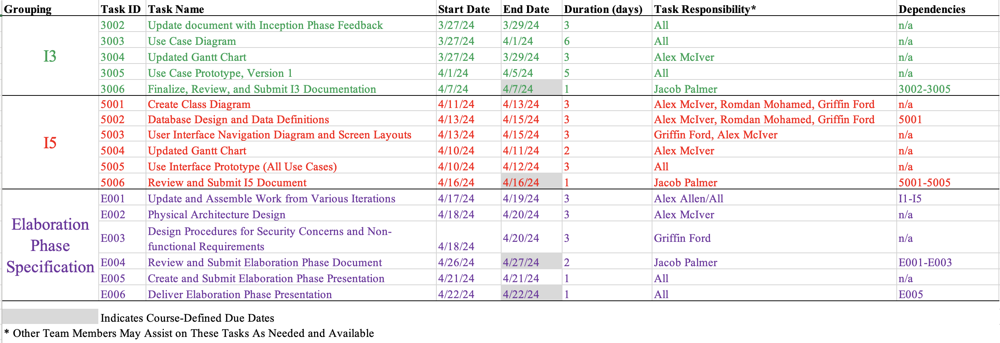 Grouping Task ID Task Name Start Date End Date Duration (days) Task Responsibility* Dependencies
I3
3002 Update document with Inception Phase Feedback 3/27/24 3/29/24 3 All n/a
3003 Use Case Diagram 3/27/24 4/1/24 6 All n/a
3004 Updated Gantt Chart 3/27/24 3/29/24 3 Alex McIver n/a
3005 Use Case Prototype, Version 1 4/1/24 4/5/24 5 All n/a
3006 Finalize, Review, and Submit I3 Documentation 4/7/24 4/7/24 1 Jacob Palmer 3002-3005
I5
5001 Create Class Diagram 4/11/24 4/13/24 3 Alex McIver, Romdan Mohamed, Griffin Ford n/a
5002 Database Design and Data Definitions 4/13/24 4/15/24 3 Alex McIver, Romdan Mohamed, Griffin Ford 5001
5003 User Interface Navigation Diagram and Screen Layouts 4/13/24 4/15/24 3 Griffin Ford, Alex McIver n/a
5004 Updated Gantt Chart 4/10/24 4/11/24 2 Alex McIver n/a
5005 Use Interface Prototype (All Use Cases) 4/10/24 4/12/24 3 All n/a
5006 Review and Submit I5 Document 4/16/24 4/16/24 1 Jacob Palmer 5001-5005
Elaboration
Phase
Specification
E001 Update and Assemble Work from Various Iterations 4/17/24 4/19/24 3 Alex Allen/All I1-I5
E002 Physical Architecture Design 4/18/24 4/20/24 3 Alex McIver n/a
E003 Design Procedures for Security Concerns and Non-
functional Requirements 4/18/24 4/20/24 3 Griffin Ford n/a
E004 Review and Submit Elaboration Phase Document 4/26/24 4/27/24 2 Jacob Palmer E001-E003
E005 Create and Submit Elaboration Phase Presentation 4/21/24 4/21/24 1 All n/a
E006 Deliver Elaboration Phase Presentation 4/22/24 4/22/24 1 All E005
Indicates Course-Defined Due Dates
* Other Team Members May Assist on These Tasks As Needed and Available